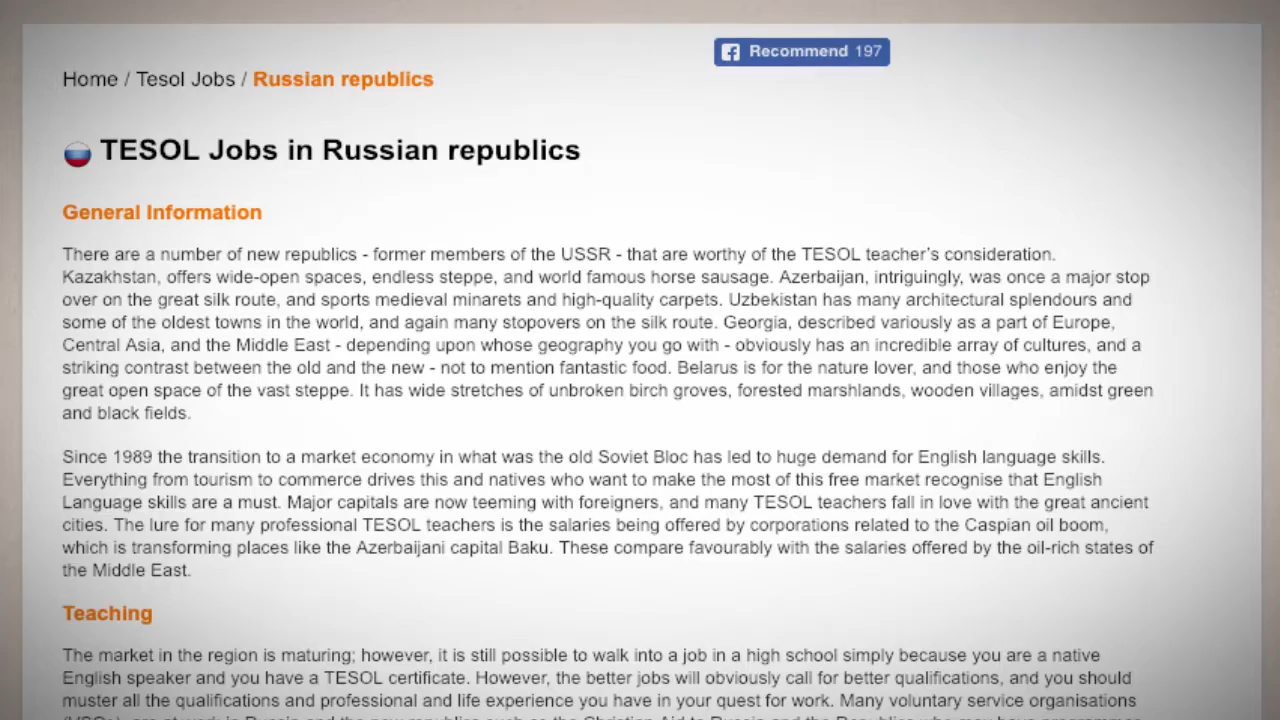 Recommend 197
Home / Tesol Jobs / Russian republics
TESOL Jobs in Russian republics
General Information
There are a number of new republics - former members of the USSR - that are worthy of the TESOL teacher's consideration.
Kazakhstan, offers wide-open spaces, endless steppe, and world famous horse sausage. Azerbaijan, intriguingly, was once a major stop
over on the great silk route, and sports medieval minarets and high-quality carpets. Uzbekistan has many architectural splendours and
some of the oldest towns in the world, and again many stopovers on the silk route. Georgia, described variously as a part of Europe,
Central Asia, and the Middle East - depending upon whose geography you go with - obviously has an incredible array of cultures, and a
striking contrast between the old and the new - not to mention fantastic food. Belarus is for the nature lover, and those who enjoy the
great open space of the vast steppe. It has wide stretches of unbroken birch groves, forested marshlands, wooden villages, amidst green
and black fields.
Since 1989 the transition to a market economy in what was the old Soviet Bloc has led to huge demand for English language skills.
Everything from tourism to commerce drives this and natives who want to make the most of this free market recognise that English
Language skills are a must. Major capitals are now teeming with foreigners, and many TESOL teachers fall in love with the great ancient
cities. The lure for many professional TESOL teachers is the salaries being offered by corporations related to the Caspian oil boom,
which is transforming places like the Azerbaijani capital Baku. These compare favourably with the salaries offered by the oil-rich states of
the Middle East.
Teaching
The market in the region is maturing; however, it is still possible to walk into a job in a high school simply because you are a native
English speaker and you have a TESOL certificate. However, the better jobs will obviously call for better qualifications, and you should
muster all the qualifications and professional and life experience you have in your quest for work. Many voluntary service organisations